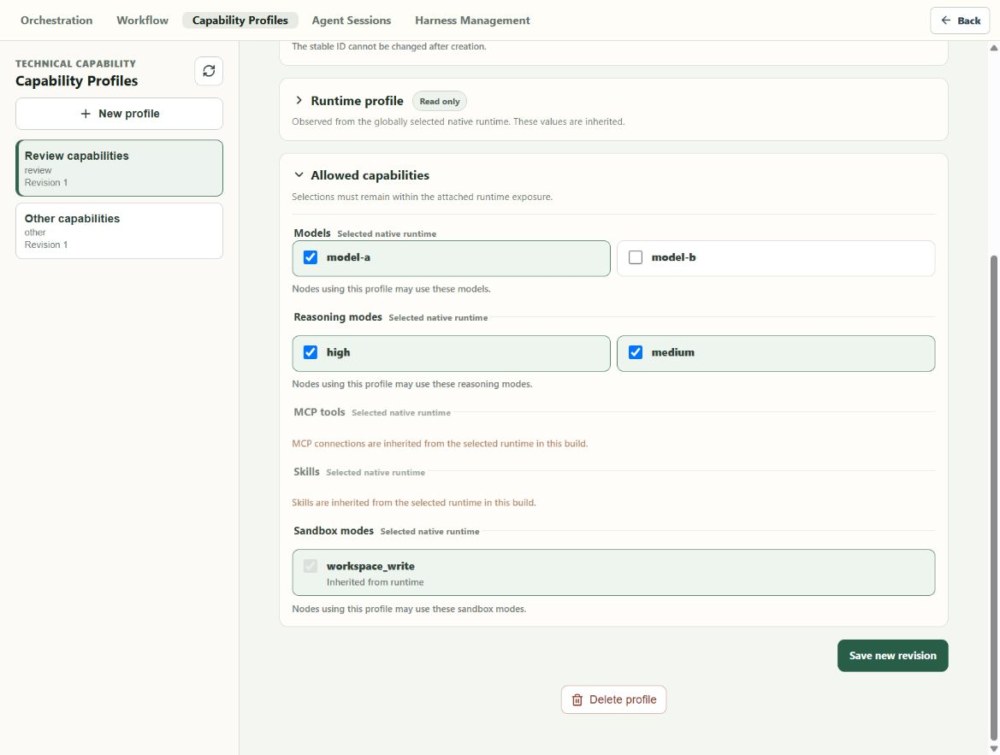 Orchestration Workflow Capability Profiles Agent Sessions Harness Management Back
TECHNICAL CAPABILITY
Capability Profiles
New profile
Review capabilities
review
Revision 1
Other capabilities
other
Revision 1
The stable ID cannot be changed after creation.
Runtime profile Read only
Observed from the globally selected native runtime. These values are inherited.
Allowed capabilities
Selections must remain within the attached runtime exposure.
Models Selected native runtime
model-a model-b
Nodes using this profile may use these models.
Reasoning modes Selected native runtime
high medium
Nodes using this profile may use these reasoning modes.
MCP tools Selected native runtime
MCP connections are inherited from the selected runtime in this build.
Skills Selected native runtime
Skills are inherited from the selected runtime in this build.
Sandbox modes Selected native runtime
workspace_write
Inherited from runtime
Nodes using this profile may use these sandbox modes.
Save new revision
Delete profile